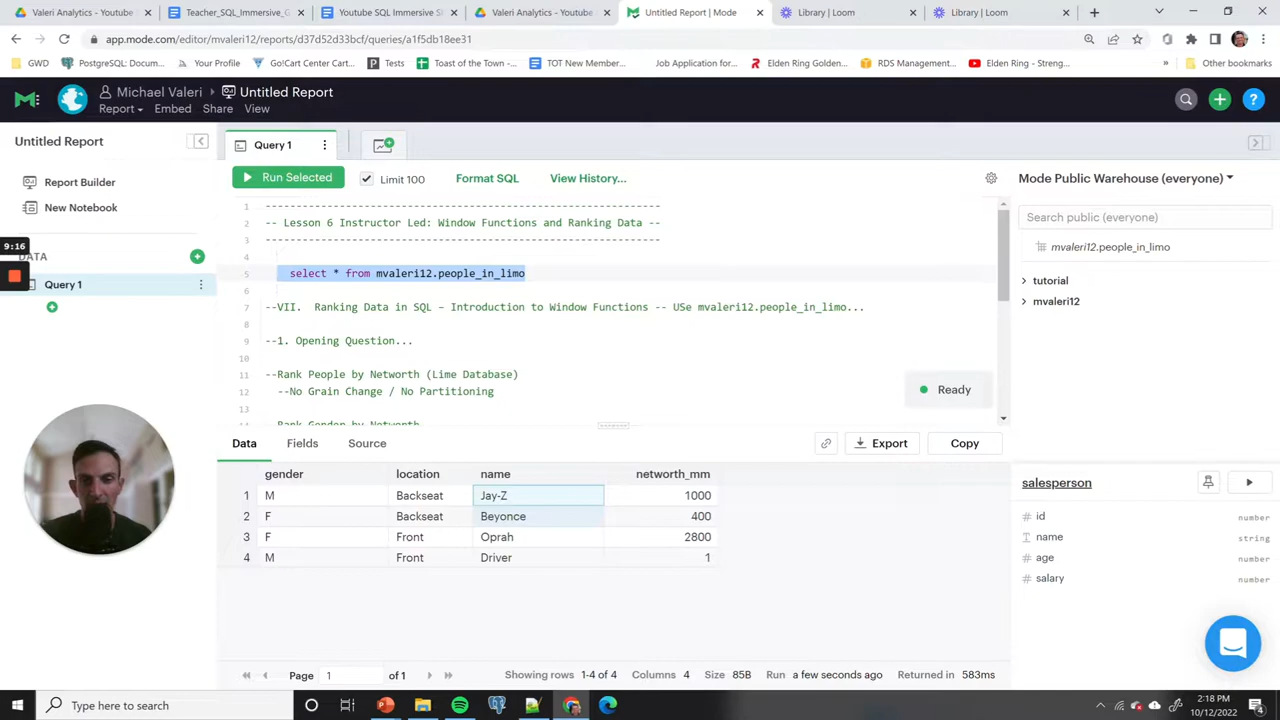 Valeri Analytics - Youtube
Teacher_SQL_Immersive_G
Youtube SQL Immersive Sl
Valeri Analytics - Youtube
Untitled Report | Mode
Library | Loom
Library | Loom
app.mode.com/editor/mvaleri12/reports/d37d52d33bcf/queries/a1f5db18ee31
GWD
PostgreSQL: Docum...
Your Profile
Go!Cart Center Cart...
Tests
Toast of the Town -...
TOT New Member...
Job Application for...
Elden Ring Golden...
RDS Management...
Elden Ring - Streng...
»
Other bookmarks
Michael Valeri
Untitled Report
Report
Embed
Share
View
Untitled Report
Report Builder
New Notebook
9:16
DATA
Query 1
Query 1
Run Selected
Limit 100
Format SQL
View History...
1 ------------------------------------------------
2 -- Lesson 6 Instructor Led: Window Functions and Ranking Data --
3 ------------------------------------------------
4
5 select * from mvaleri12.people_in_limo
6
7 --VII. Ranking Data in SQL – Introduction to Window Functions -- USe mvaleri12.people_in_limo...
8
9 --1. Opening Question...
10
11 --Rank People by Networth (Lime Database)
12 --No Grain Change / No Partitioning
13
Rank Gender by Networth
Ready
Data
Fields
Source
Export
Copy
gender location name networth_mm
1 M Backseat Jay-Z 1000
2 F Backseat Beyonce 400
3 F Front Oprah 2800
4 M Front Driver 1
Page 1 of 1
Showing rows 1-4 of 4
Columns 4
Size 85B
Run a few seconds ago
Returned in 583ms
Mode Public Warehouse (everyone)
Search public (everyone)
mvaleri12.people_in_limo
tutorial
mvaleri12
salesperson
id number
name string
age number
salary number
Type here to search
2:18 PM
10/12/2022
4